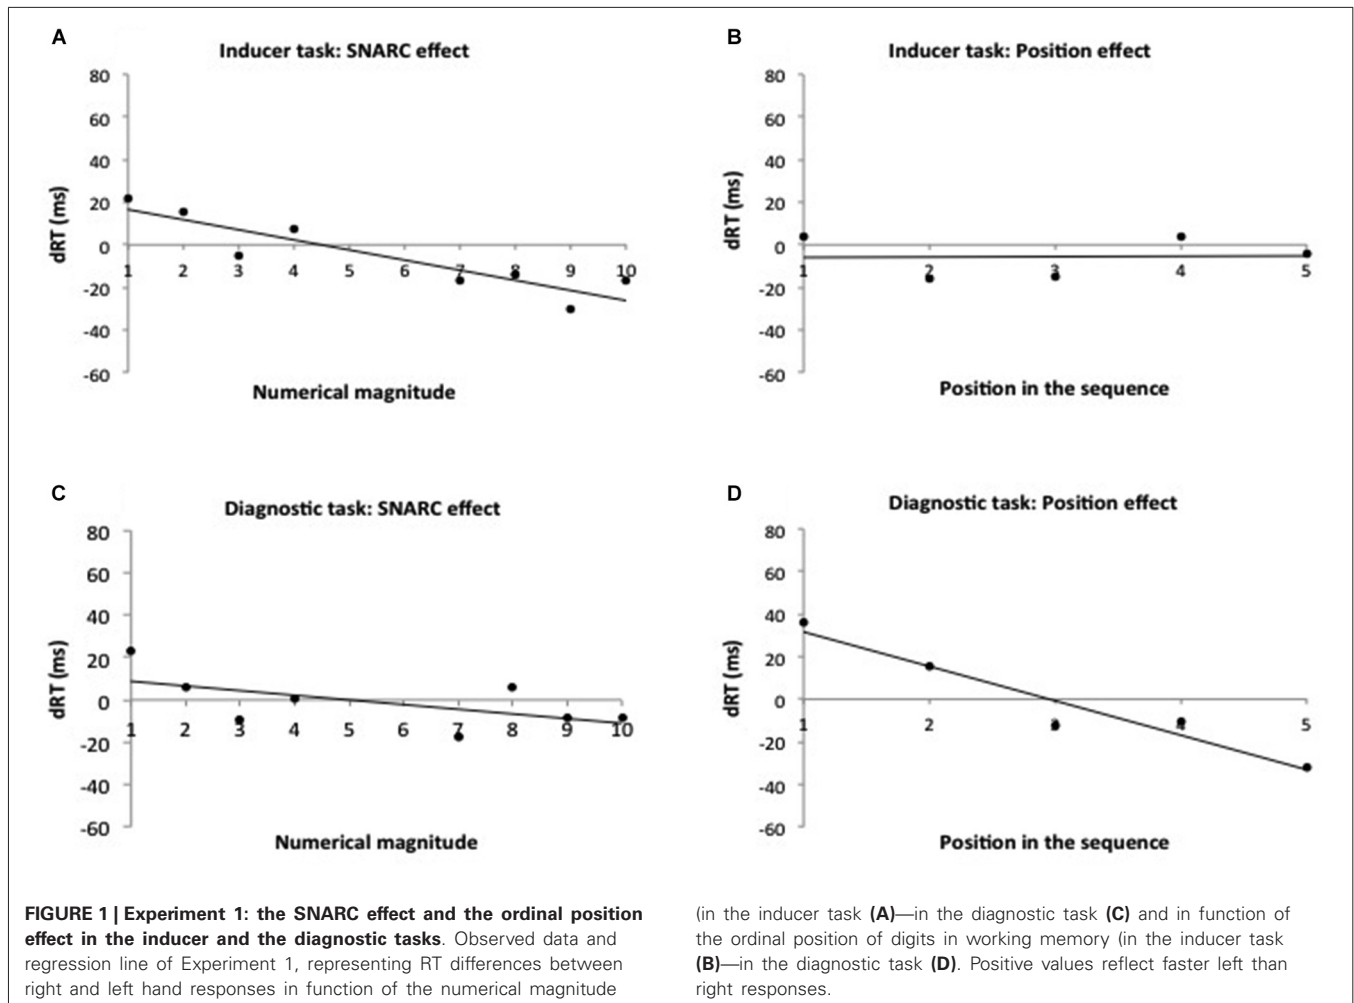 A
Inducer task: SNARC effect
80
60
40
20
0
-20
-40
-60
dRT (ms)
1 2 3 4 5 6 7 8 9 10
Numerical magnitude
B
Inducer task: Position effect
80
60
40
20
0
-20
-40
-60
dRT (ms)
1 2 3 4 5
Position in the sequence
C
Diagnostic task: SNARC effect
80
60
40
20
0
-20
-40
-60
dRT (ms)
1 2 3 4 5 6 7 8 9 10
Numerical magnitude
D
Diagnostic task: Position effect
80
60
40
20
0
-20
-40
-60
dRT (ms)
1 2 3 4 5
Position in the sequence
FIGURE 1 | Experiment 1: the SNARC effect and the ordinal position
effect in the inducer and the diagnostic tasks. Observed data and
regression line of Experiment 1, representing RT differences between
right and left hand responses in function of the numerical magnitude
(in the inducer task (A)—in the diagnostic task (C) and in function of
the ordinal position of digits in working memory (in the inducer task
(B)—in the diagnostic task (D). Positive values reflect faster left than
right responses.